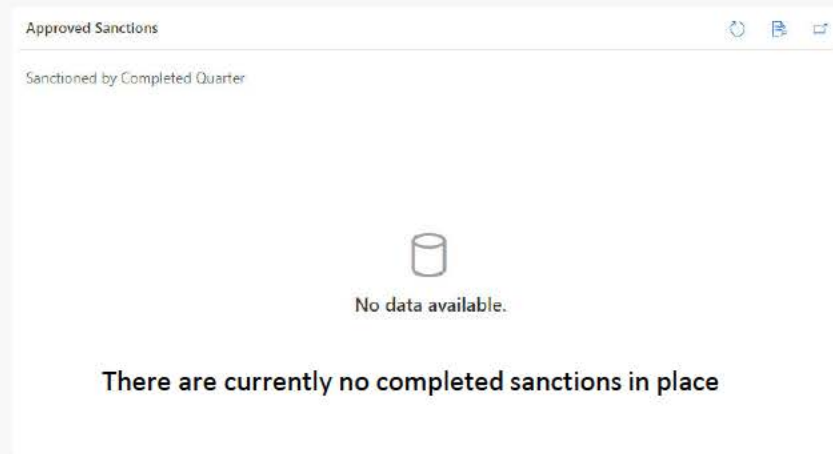 Approved Sanctions
Sanctioned by Completed Quarter
No data available.
There are currently no completed sanctions in place